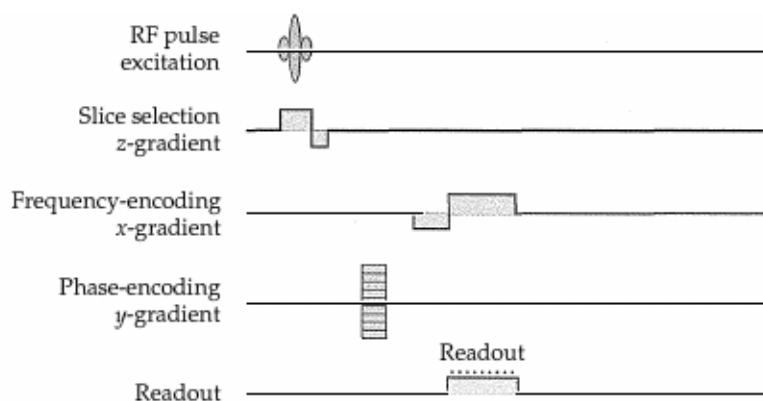 RF pulse
excitation
Slice selection
z-gradient
Frequency-encoding
x-gradient
Phase-encoding
y-gradient
Readout
Readout